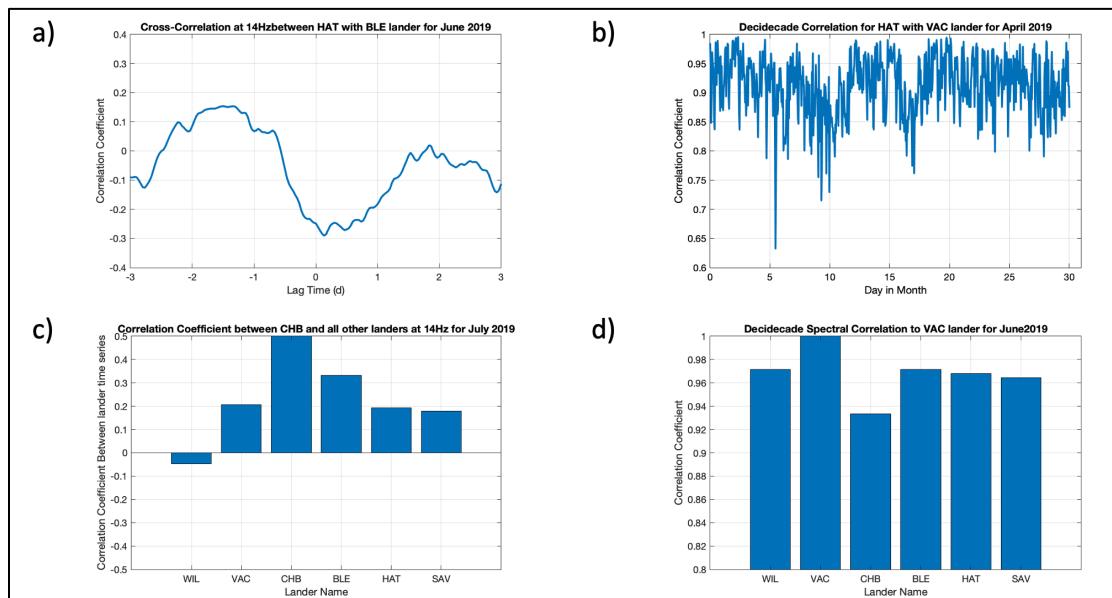 a)
Cross-Correlation at 14Hzbetween HAT with BLE lander for June 2019
Correlation Coefficient
0.4
0.3
0.2
0.1
0
-0.1
-0.2
-0.3
-0.4
-3 -2 -1 0 1 2 3
Lag Time (d)
b)
Decidecade Correlation for HAT with VAC lander for April 2019
Correlation Coefficient
1
0.95
0.9
0.85
0.8
0.75
0.7
0.65
0.6
0 5 10 15 20 25 30
Day in Month
c)
Correlation Coefficient between CHB and all other landers at 14Hz for July 2019
Correlation Coefficient Between lander time series
0.5
0.4
0.3
0.2
0.1
0
-0.1
-0.2
-0.3
-0.4
-0.5
WIL VAC CHB BLE HAT SAV
Lander Name
d)
Decidecade Spectral Correlation to VAC lander for June2019
Correlation Coefficient
1
0.98
0.96
0.94
0.92
0.9
0.88
0.86
0.84
0.82
0.8
WIL VAC CHB BLE HAT SAV
Lander Name